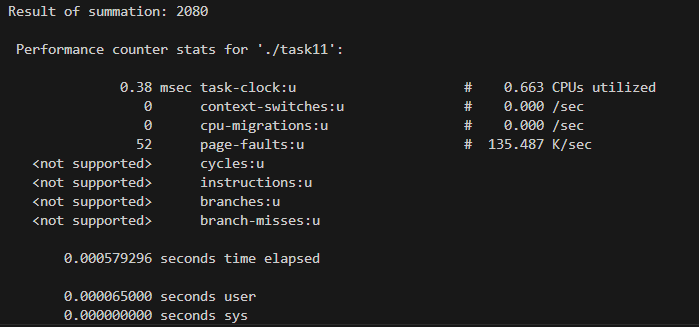 Result of summation: 2080
Performance counter stats for './task11':
0.38 msec task-clock:u # 0.663 CPUs utilized
0 context-switches:u # 0.000 /sec
0 cpu-migrations:u # 0.000 /sec
52 page-faults:u # 135.487 K/sec
<not supported> cycles:u
<not supported> instructions:u
<not supported> branches:u
<not supported> branch-misses:u
0.000579296 seconds time elapsed
0.000065000 seconds user
0.000000000 seconds sys